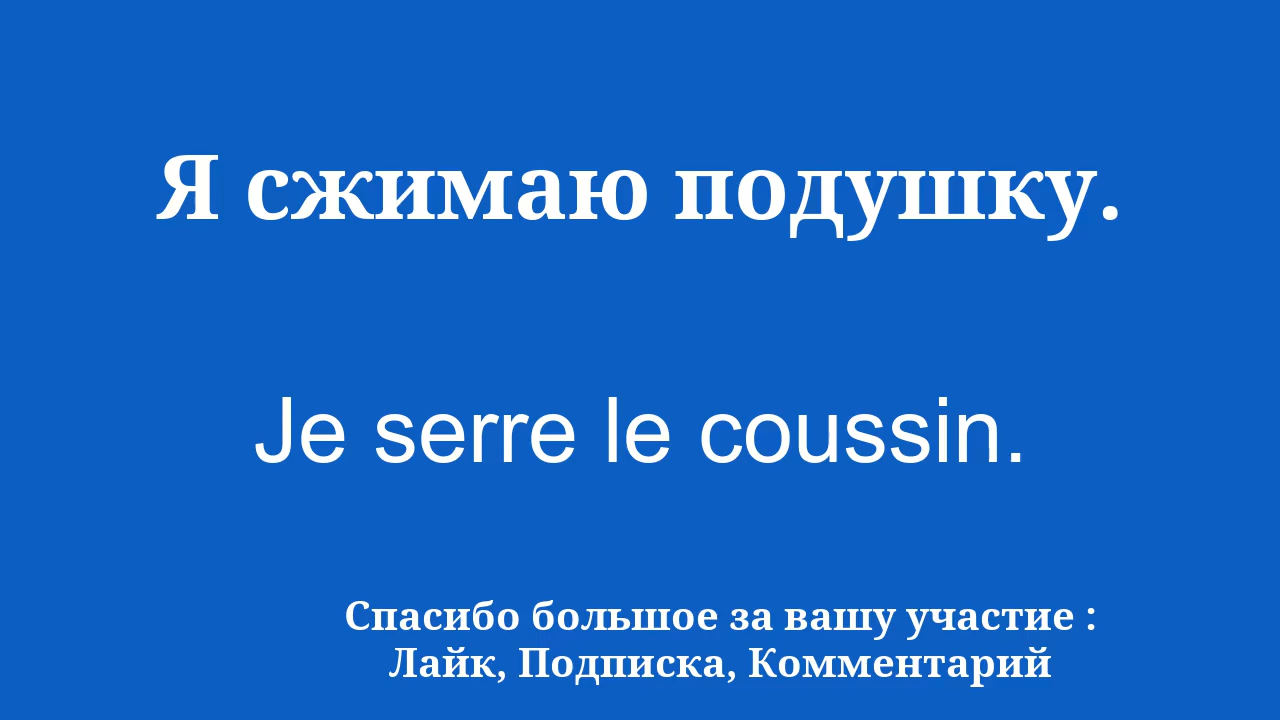 Я сжимаю подушку.
Je serre le coussin.
Спасибо большое за вашу участие :
Лайк, Подписка, Комментарий